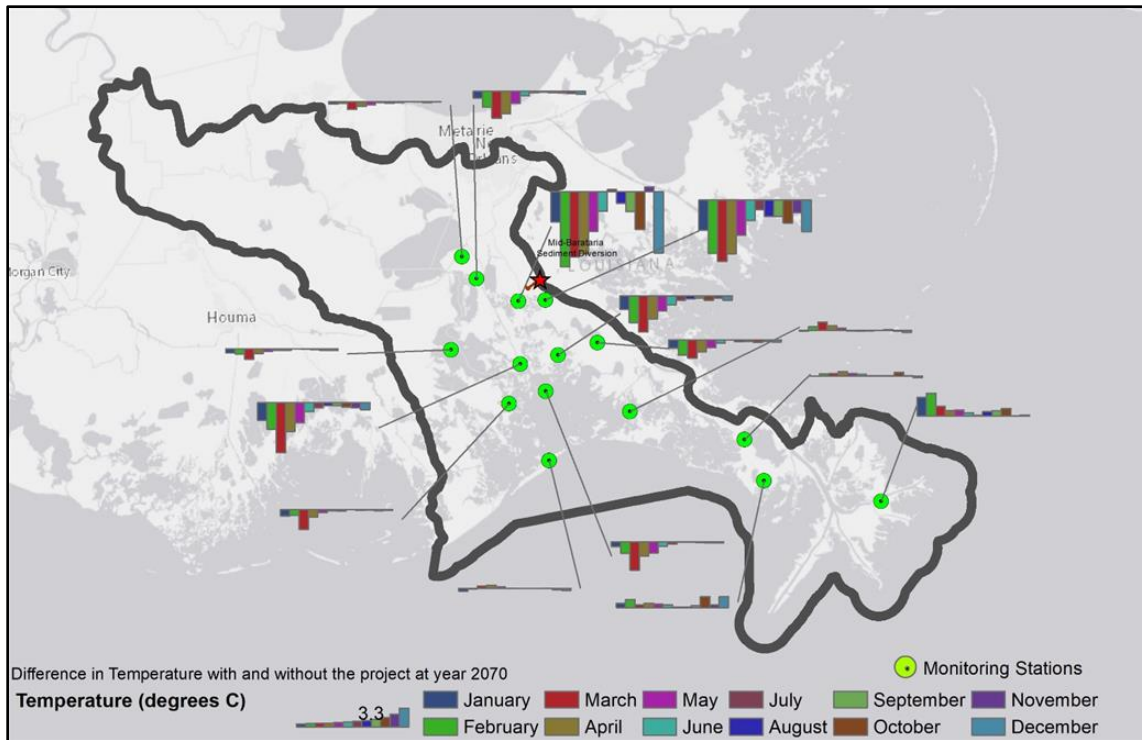 Metairie
Mid-Barataria
Sediment Diversion
LOUISIANA
organ City
Houma
Difference in Temperature with and without the project at year 2070
Monitoring Stations
Temperature (degrees C)
3.3
January
March
May
July
September
November
February
April
June
August
October
December